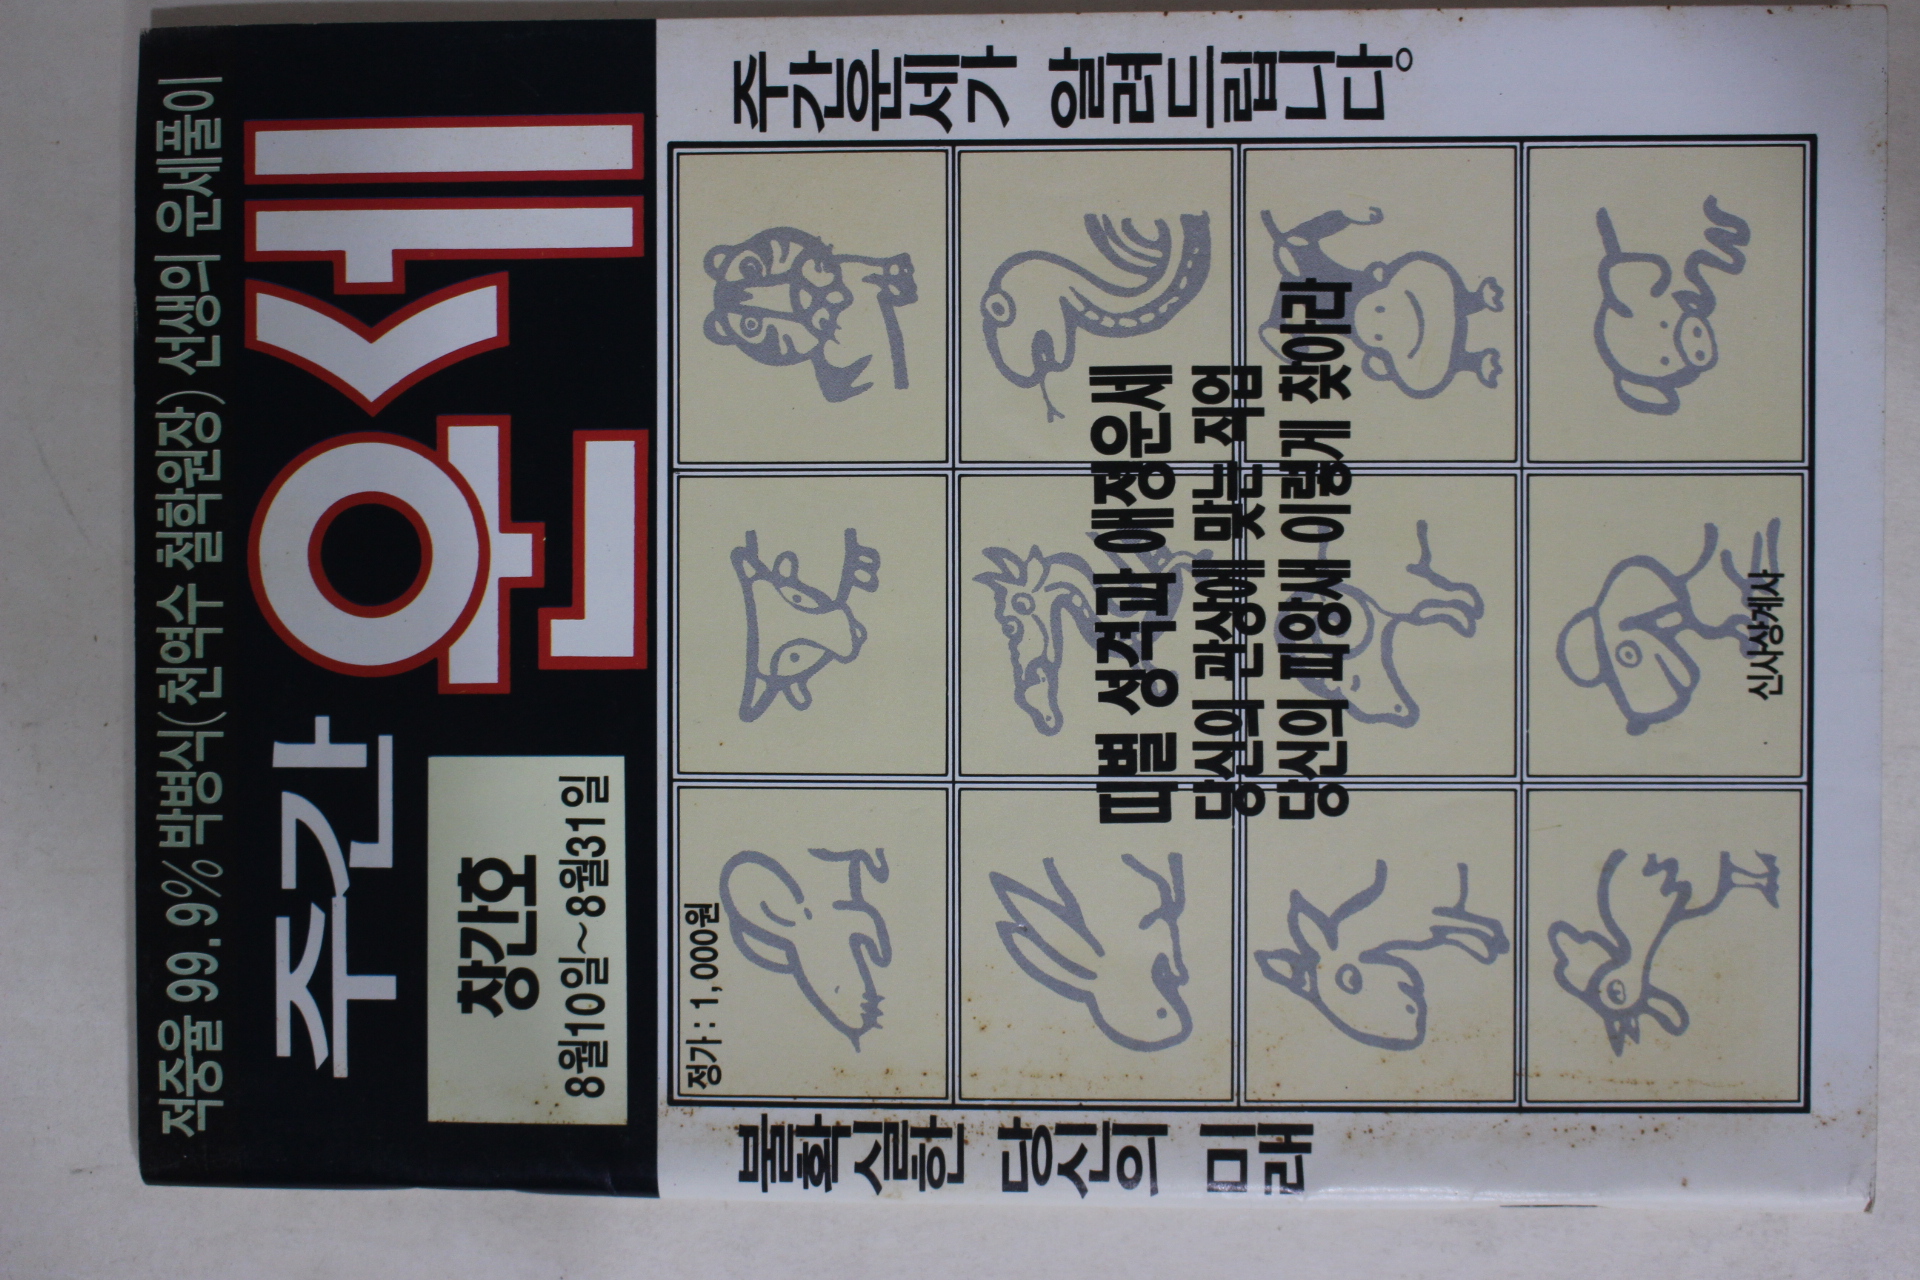 적중율 99.9% 박병식(천역수 철학원장) 선생의 운세풀이
주간 운세
창간호
8월10일~8월31일
정가 : 1,000원
불확실한 당신의 미래
주간운세가 알려드립니다.
띠별 성격과 애정운세
당신의 관상에 맞는 직업
당신의 피앙새 이렇게 찾아라
신사상계사